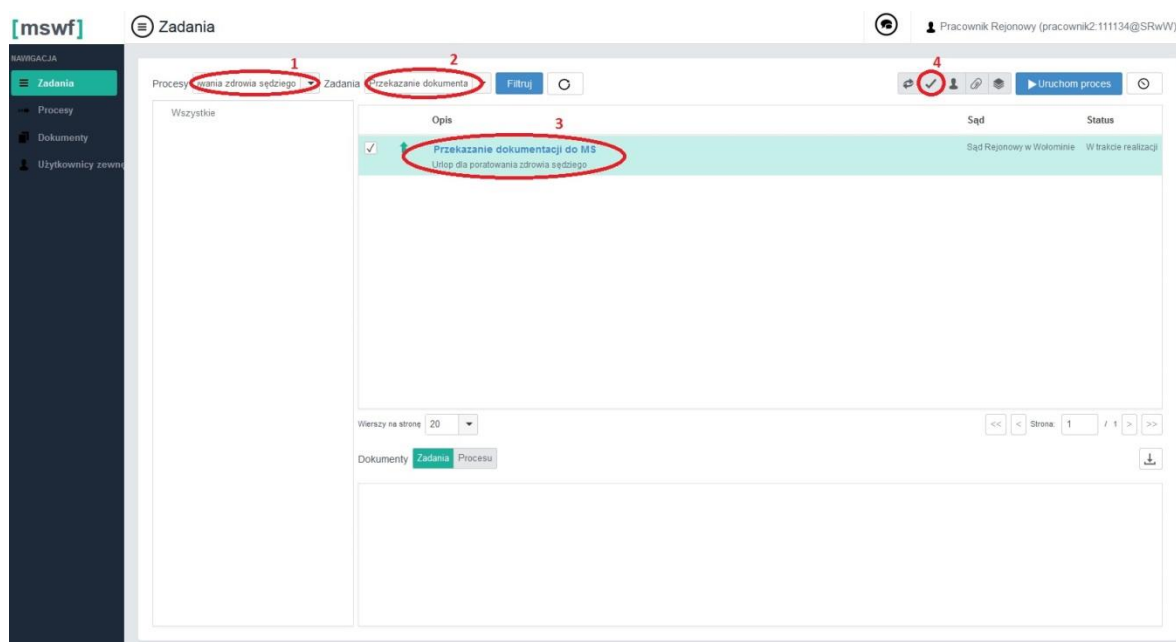 [mswf]
Zadania
Pracownik Rejonowy (pracownik2:111134@SRwW)
NAWIGACJA
Zadania
Procesy
Dokumenty
Użytkownicy zewnę
1
2
4
Procesy wania zdrowia sędziego Zadania Przekazanie dokumenta Filtruj Uruchom proces
Wszystkie
Opis Sąd Status
3
Przekazanie dokumentacji do MS Sąd Rejonowy w Wołominie W trakcie realizacji
Urlop dla poratowania zdrowia sędziego
Wierszy na stronę 20 << < Strona: 1 / 1 > >>
Dokumenty Zadania Procesu